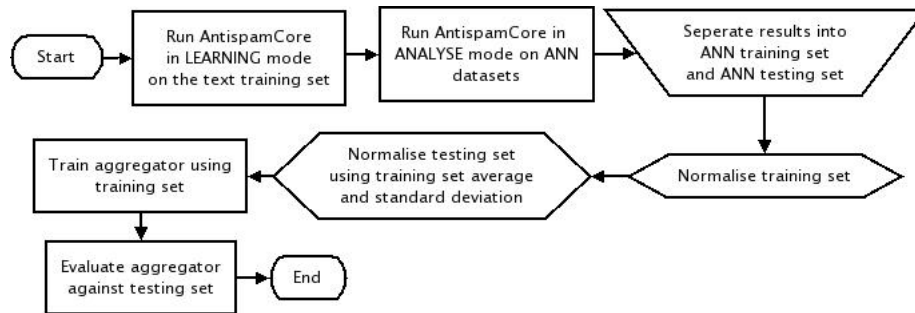 Start
Run AntispamCore
in LEARNING mode
on the text training set
Run AntispamCore in
ANALYSE mode on ANN
datasets
Seperate results into
ANN training set
and ANN testing set
Normalise training set
Normalise testing set
using training set average
and standard deviation
Train aggregator using
training set
Evaluate aggregator
against testing set
End